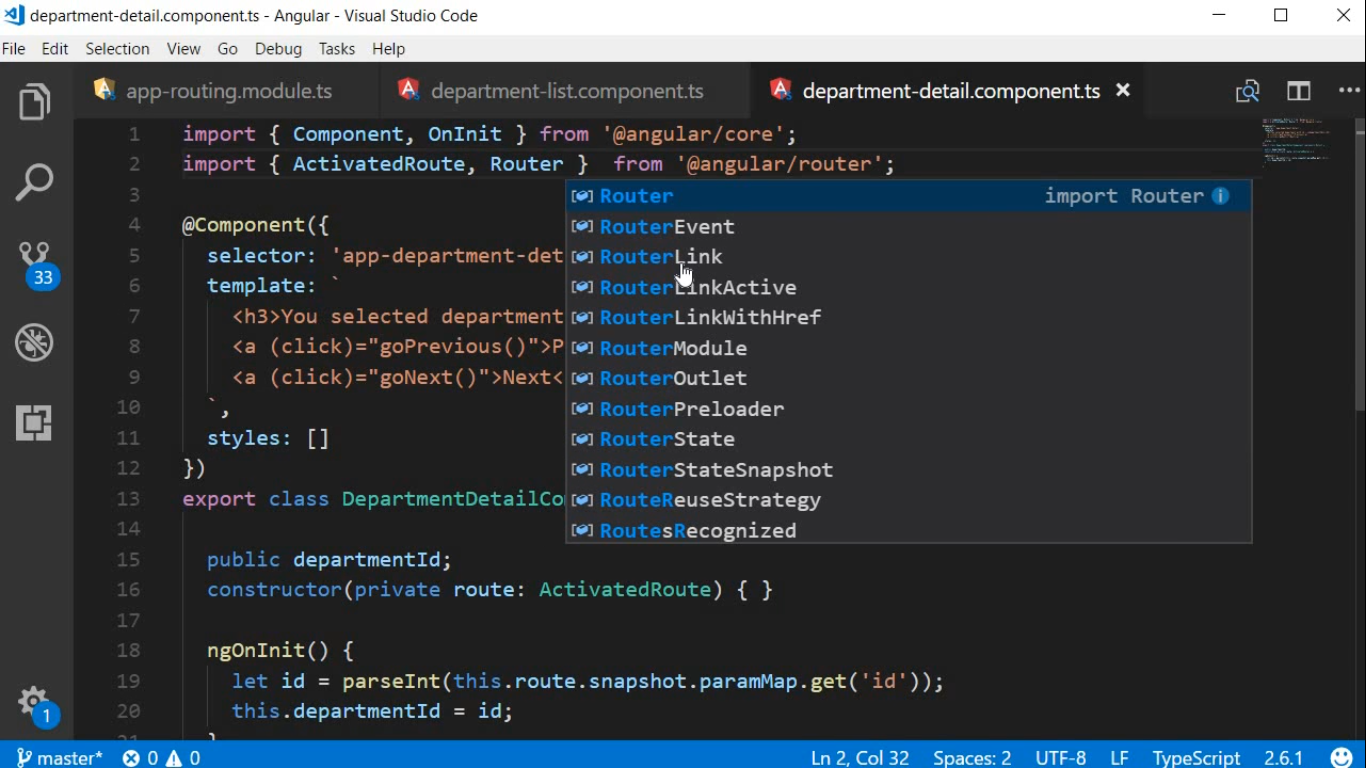 department-detail.component.ts - Angular - Visual Studio Code
File Edit Selection View Go Debug Tasks Help
app-routing.module.ts department-list.component.ts department-detail.component.ts
1 import { Component, OnInit } from '@angular/core';
2 import { ActivatedRoute, Router } from '@angular/router';
3
4 @Component({
5 selector: 'app-department-det
6 template: `
7 <h3>You selected department
8 <a (click)="goPrevious()">P
9 <a (click)="goNext()">Next<
10 `,
11 styles: []
12 })
13 export class DepartmentDetailCo
14
15 public departmentId;
16 constructor(private route: ActivatedRoute) { }
17
18 ngOnInit() {
19 let id = parseInt(this.route.snapshot.paramMap.get('id'));
20 this.departmentId = id;
Router import Router
RouterEvent
RouterLink
RouterLinkActive
RouterLinkWithHref
RouterModule
RouterOutlet
RouterPreloader
RouterState
RouterStateSnapshot
RouteReuseStrategy
RoutesRecognized
33
1
master* 0 0 Ln 2, Col 32 Spaces: 2 UTF-8 LF TypeScript 2.6.1